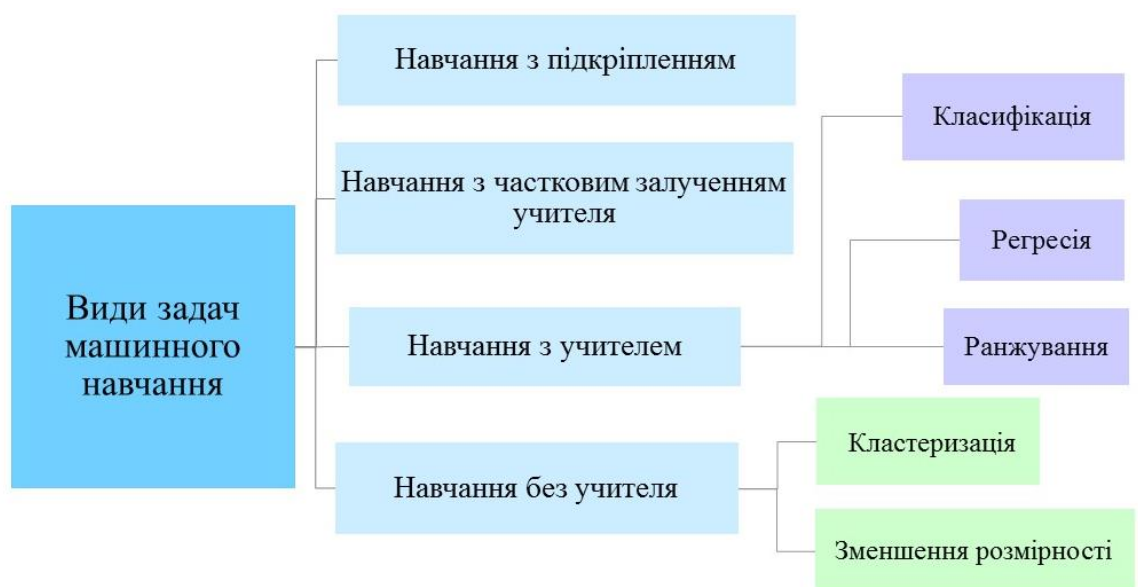 Види задач
машинного
навчання
Навчання з підкріпленням
Навчання з частковим залученням
учителя
Навчання з учителем
Навчання без учителя
Класифікація
Регресія
Ранжування
Кластеризація
Зменшення розмірності